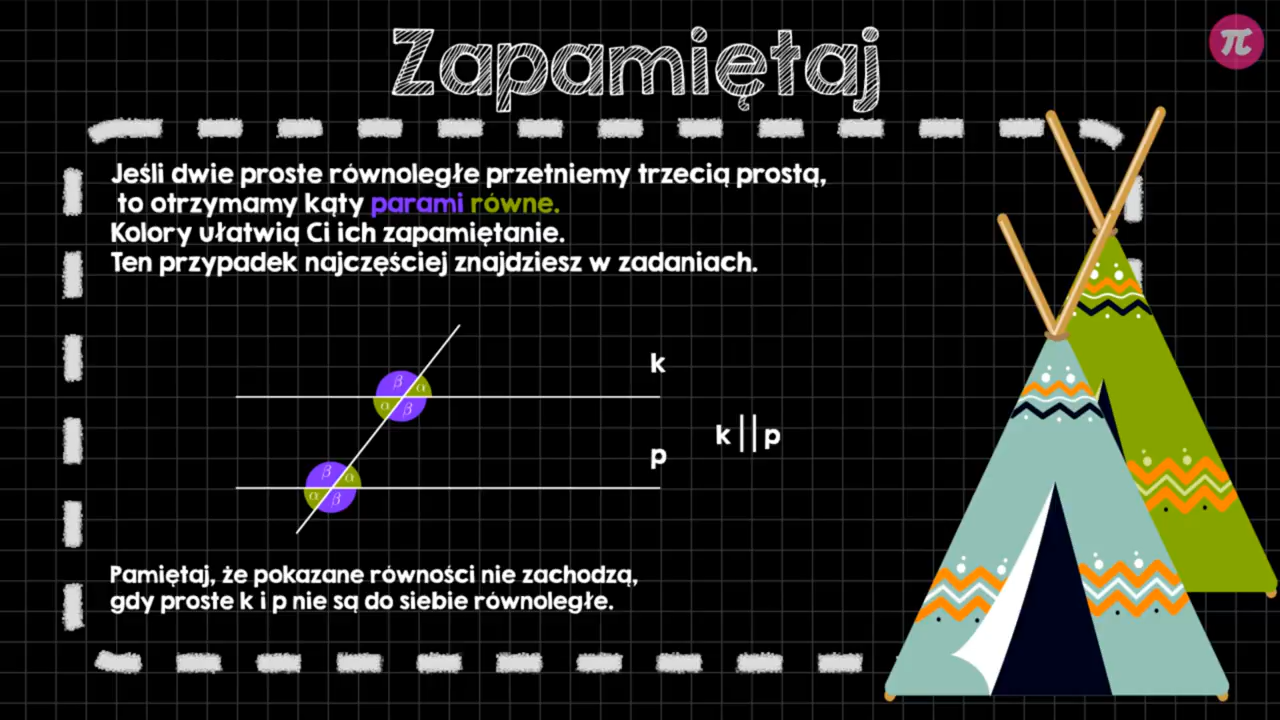 π
Zapamiętaj
Jeśli dwie proste równoległe przetniemy trzecią prostą,
to otrzymamy kąty parami równe.
Kolory ułatwią Ci ich zapamiętanie.
Ten przypadek najczęściej znajdziesz w zadaniach.
k
β α
α β
k || p
p
β α
α β
Pamiętaj, że pokazane równości nie zachodzą,
gdy proste k i p nie są do siebie równoległe.